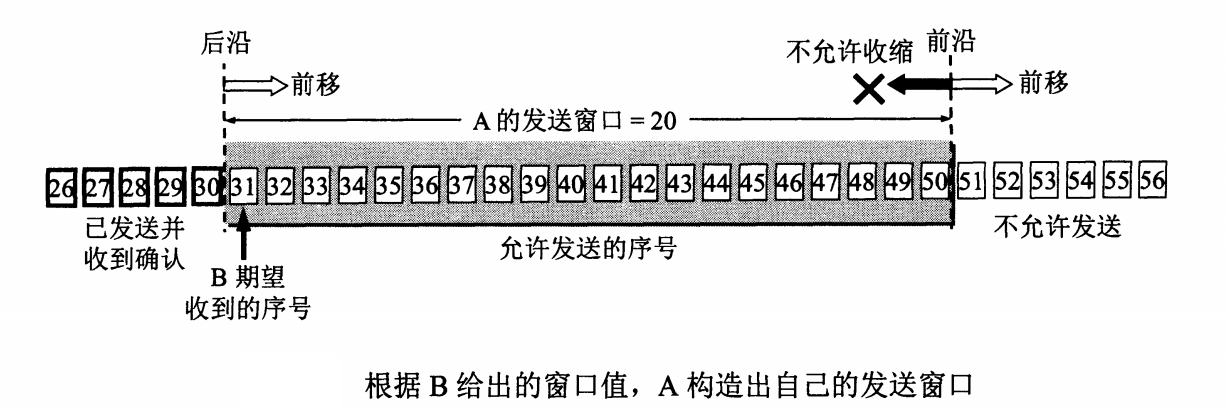 后沿
不允许收缩 前沿
前移
前移
A 的发送窗口 = 20
26 27 28 29 30 31 32 33 34 35 36 37 38 39 40 41 42 43 44 45 46 47 48 49 50 51 52 53 54 55 56
已发送并
收到确认
允许发送的序号
不允许发送
B 期望
收到的序号
根据 B 给出的窗口值，A 构造出自己的发送窗口